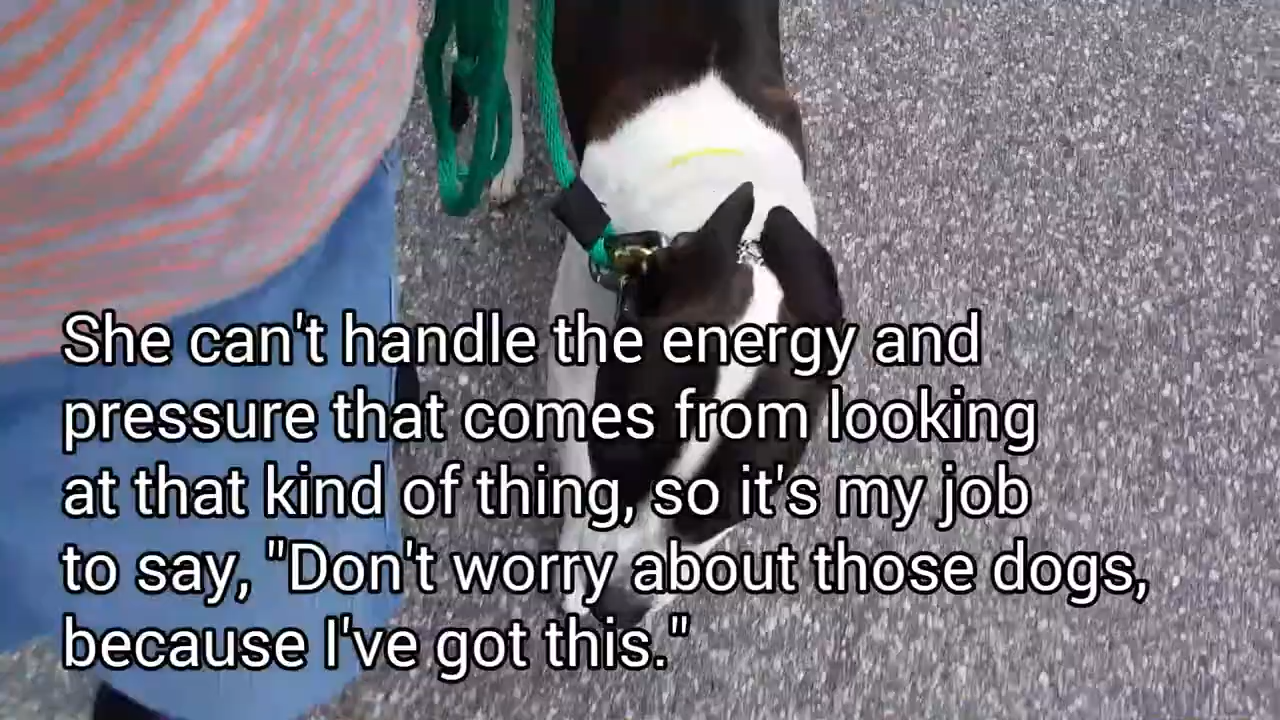 She can't handle the energy and
pressure that comes from looking
at that kind of thing, so it's my job
to say, "Don't worry about those dogs,
because I've got this."